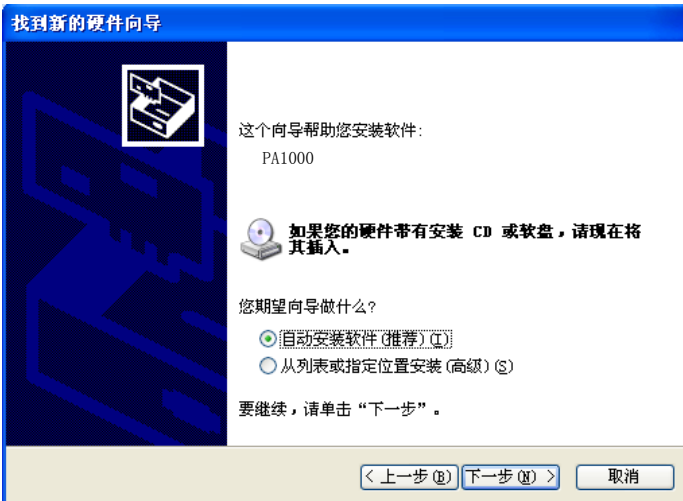 找到新的硬件向导
这个向导帮助您安装软件:
PA1000
如果您的硬件带有安装 CD 或软盘，请现在将
其插入。
您期望向导做什么?
自动安装软件(推荐)(I)
从列表或指定位置安装(高级)(S)
要继续，请单击“下一步”。
< 上一步(B) 下一步(N) > 取消